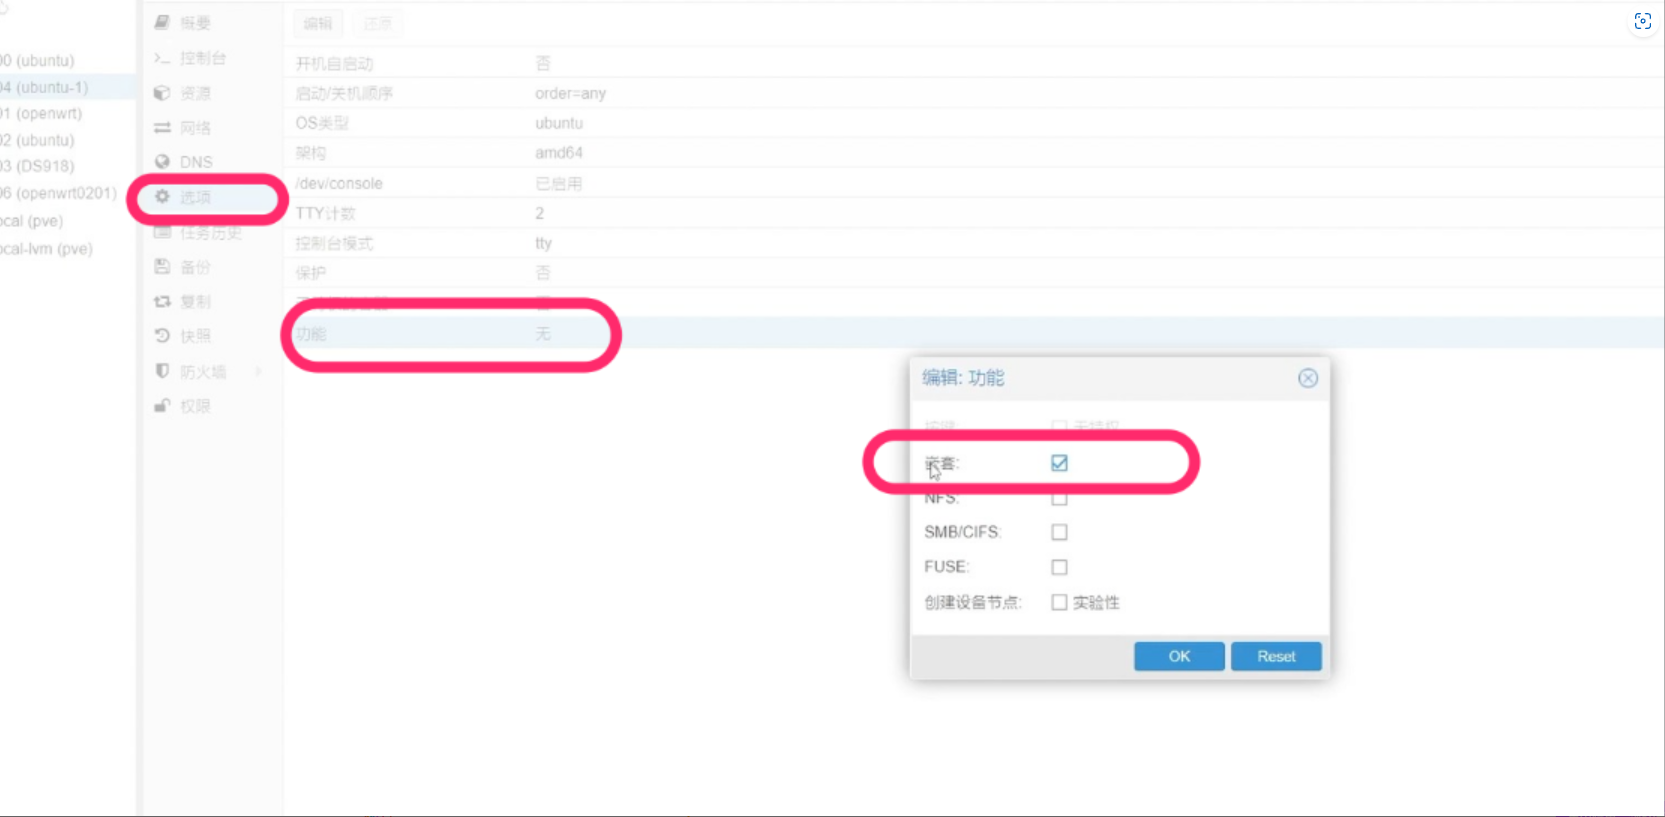 00 (ubuntu)
04 (ubuntu-1)
01 (openwrt)
02 (ubuntu)
03 (DS918)
06 (openwrt0201)
ocal (pve)
ocal-lvm (pve)
概要
控制台
资源
网络
DNS
选项
任务历史
备份
复制
快照
防火墙
权限
编辑 还原
开机自启动 否
启动/关机顺序 order=any
OS类型 ubuntu
架构 amd64
/dev/console 已启用
TTY计数 2
控制台模式 tty
保护 否
功能 无
编辑: 功能
无特权
嵌套:
NFS:
SMB/CIFS:
FUSE:
创建设备节点: 实验性
OK Reset